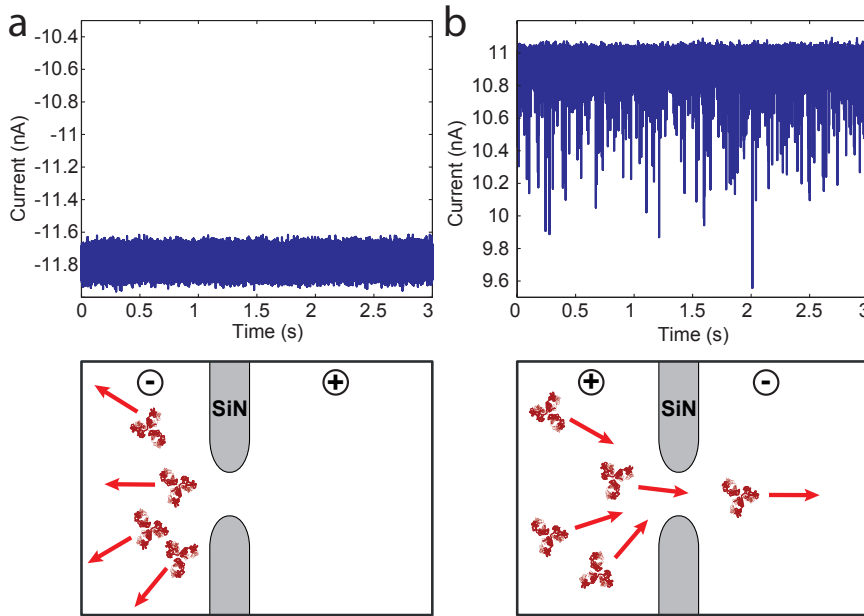 a
Current (nA)
-10.4
-10.6
-10.8
-11
-11.2
-11.4
-11.6
-11.8
0 0.5 1 1.5 2 2.5 3
Time (s)
b
Current (nA)
11
10.8
10.6
10.4
10.2
10
9.8
9.6
0 0.5 1 1.5 2 2.5 3
Time (s)
- SiN +
+ SiN -